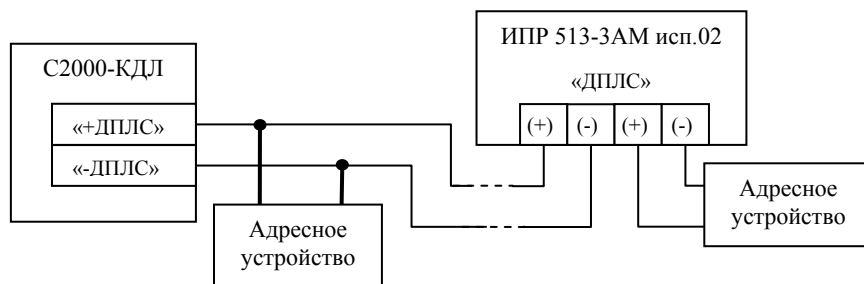 ИПР 513-3АМ исп.02
«ДПЛС»
(+) (-) (+) (-)
С2000-КДЛ
«+ДПЛС»
«-ДПЛС»
Адресное
устройство
Адресное
устройство